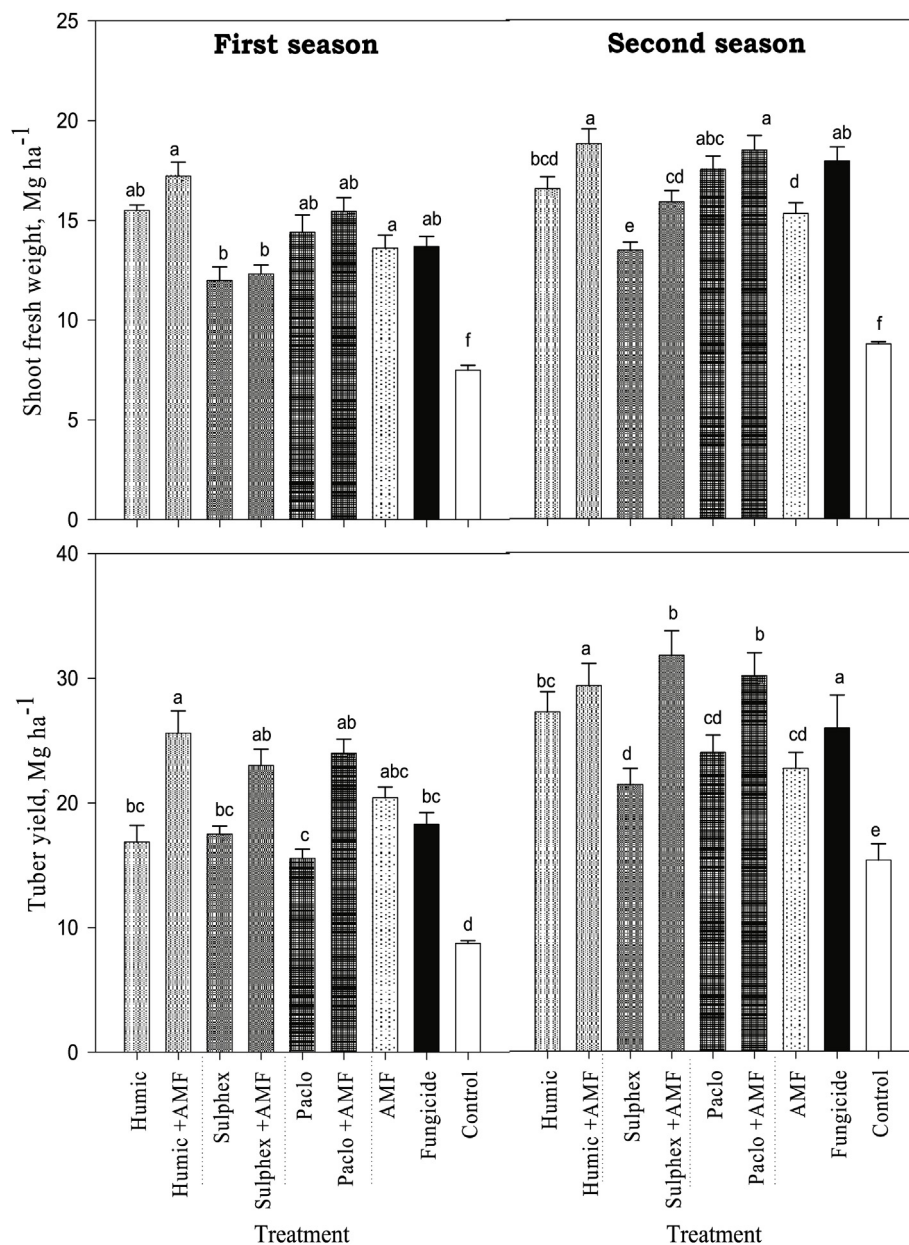 First season
Second season
Shoot fresh weight, Mg ha⁻¹
25
20
15
10
5
0
ab
a
b
b
ab
ab
a
ab
f
bcd
a
e
cd
abc
a
d
ab
f
Tuber yield, Mg ha⁻¹
40
30
20
10
0
bc
a
bc
ab
c
ab
abc
bc
d
bc
a
d
b
cd
b
cd
a
e
Humic
Humic +AMF
Sulphex
Sulphex +AMF
Paclo
Paclo +AMF
AMF
Fungicide
Control
Humic
Humic +AMF
Sulphex
Sulphex +AMF
Paclo
Paclo +AMF
AMF
Fungicide
Control
Treatment
Treatment